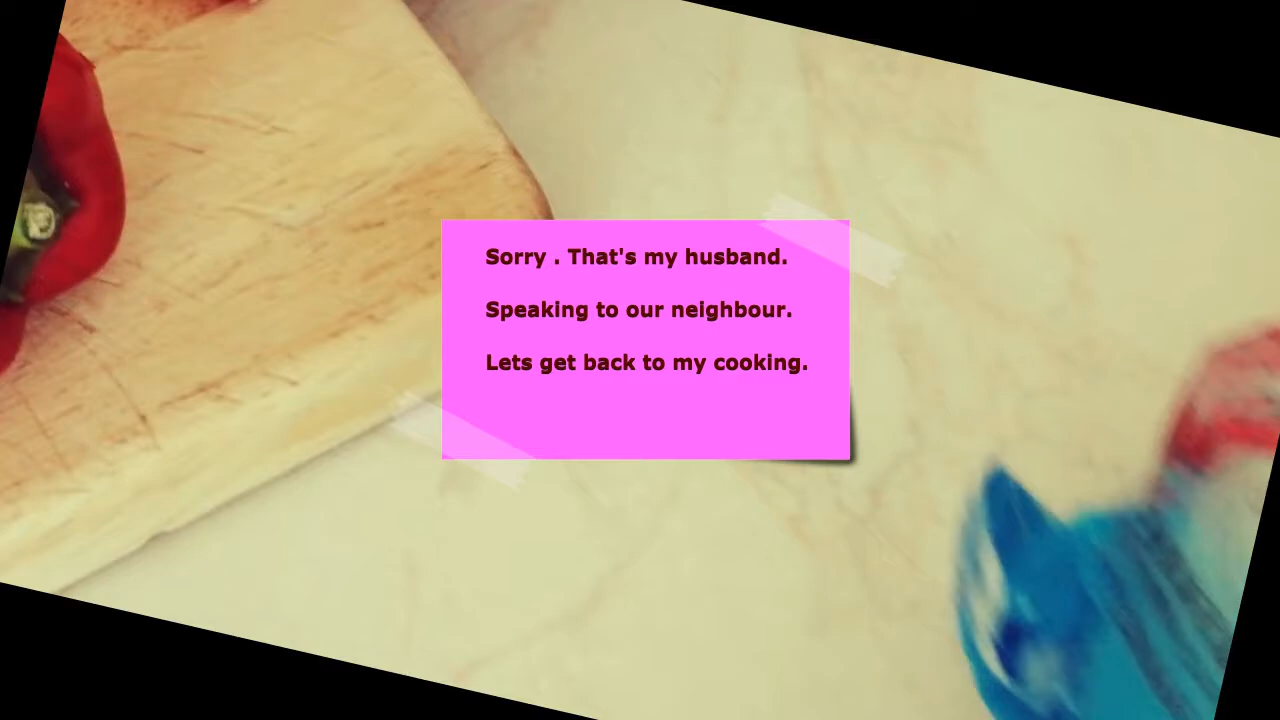 Sorry . That's my husband.
Speaking to our neighbour.
Lets get back to my cooking.